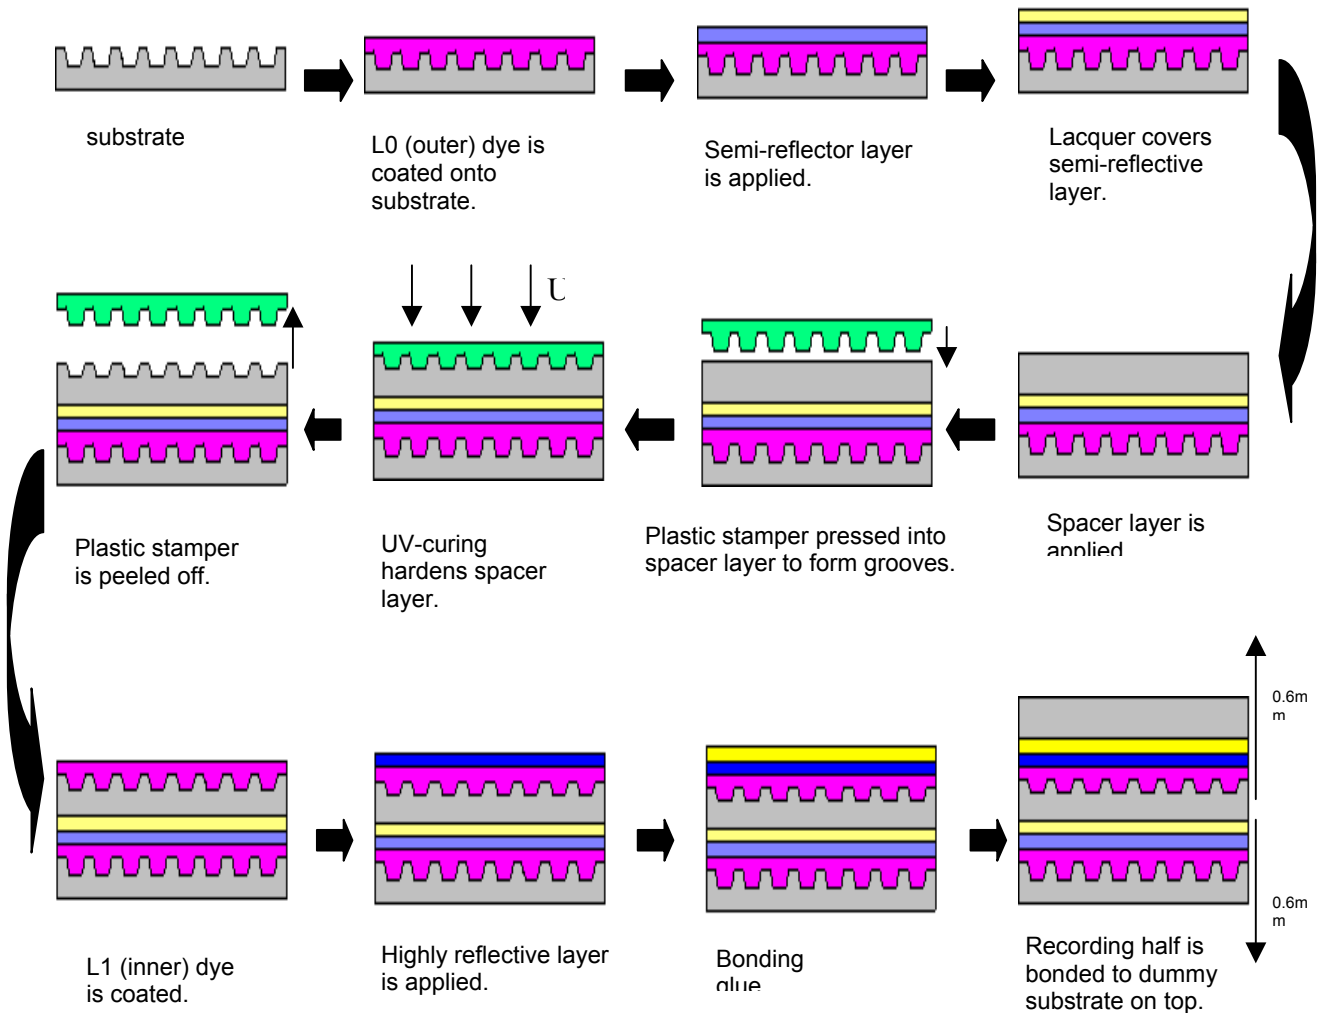 substrate
L0 (outer) dye is
coated onto
substrate.
Semi-reflector layer
is applied.
Lacquer covers
semi-reflective
layer.
Plastic stamper
is peeled off.
UV-curing
hardens spacer
layer.
Plastic stamper pressed into
spacer layer to form grooves.
Spacer layer is
applied
0.6m
m
0.6m
m
L1 (inner) dye
is coated.
Highly reflective layer
is applied.
Bonding
glue
Recording half is
bonded to dummy
substrate on top.